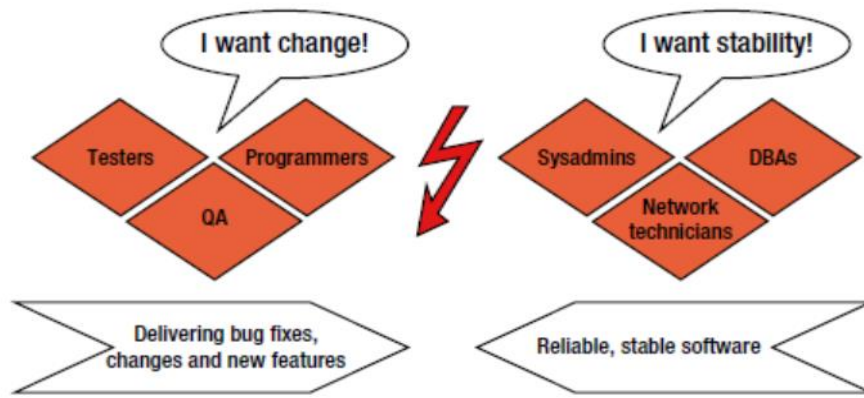 I want change!
I want stability!
Testers
Programmers
QA
Sysadmins
DBAs
Network
technicians
Delivering bug fixes,
changes and new features
Reliable, stable software